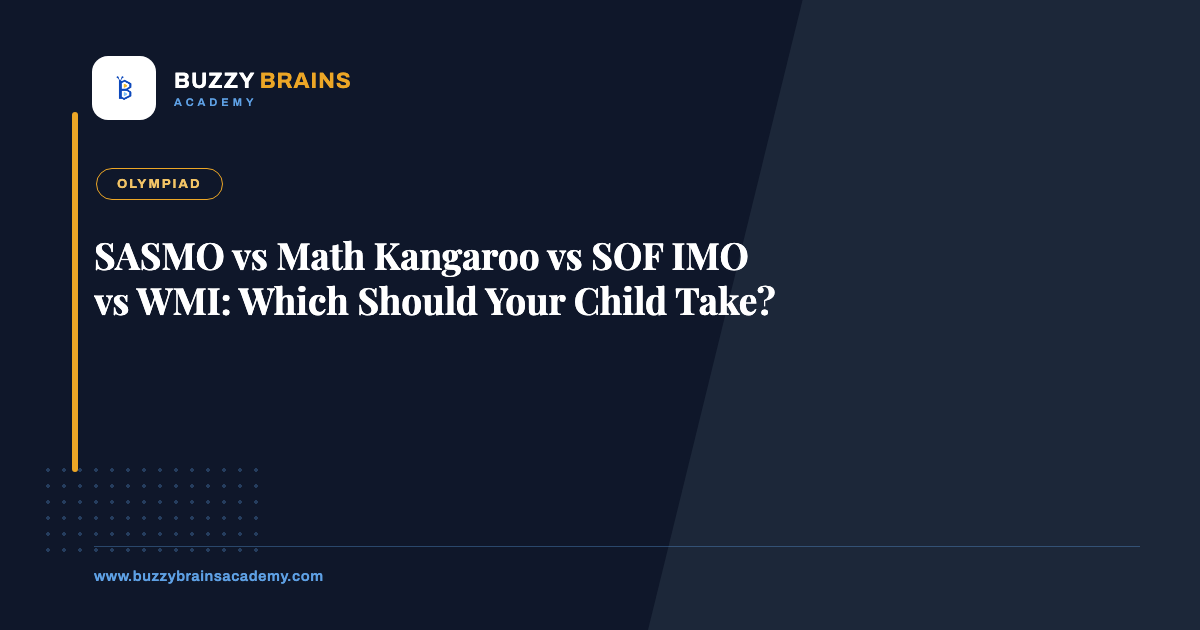 BUZZY BRAINS
ACADEMY
OLYMPIAD
SASMO vs Math Kangaroo vs SOF IMO
vs WMI: Which Should Your Child Take?
www.buzzybrainsacademy.com